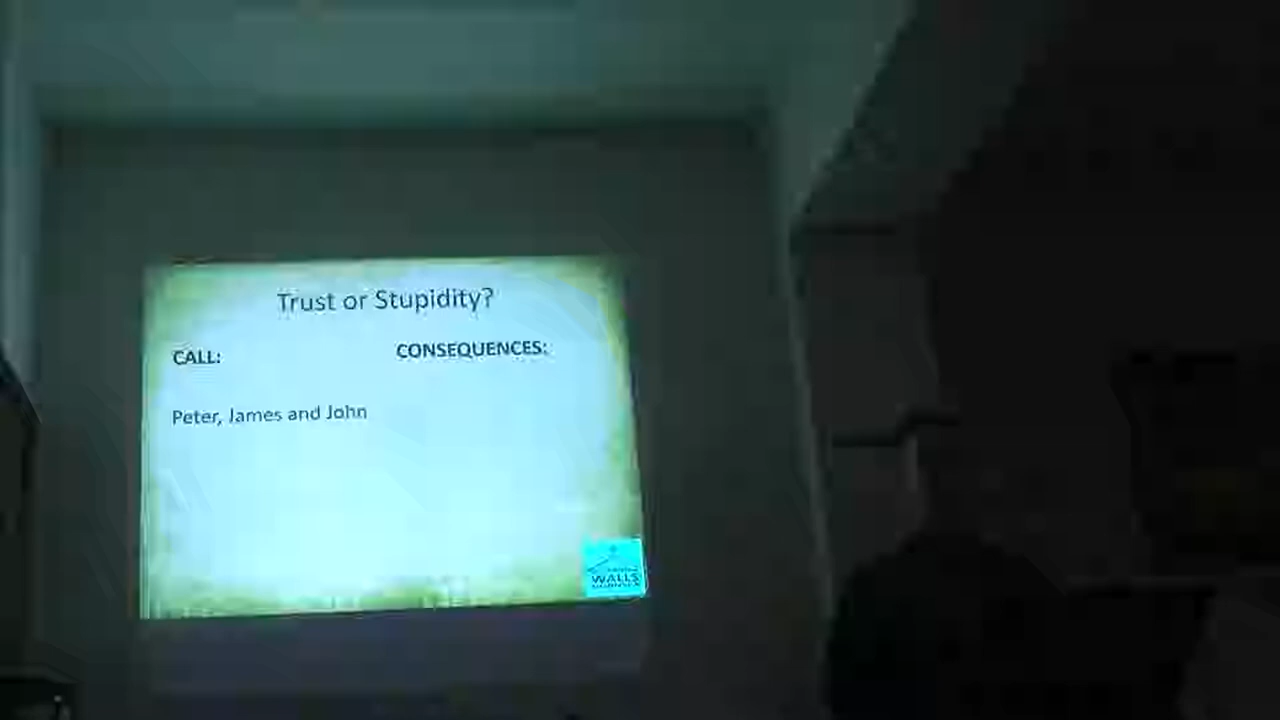 Trust or Stupidity?
CALL:
CONSEQUENCES:
Peter, James and John
WALLS